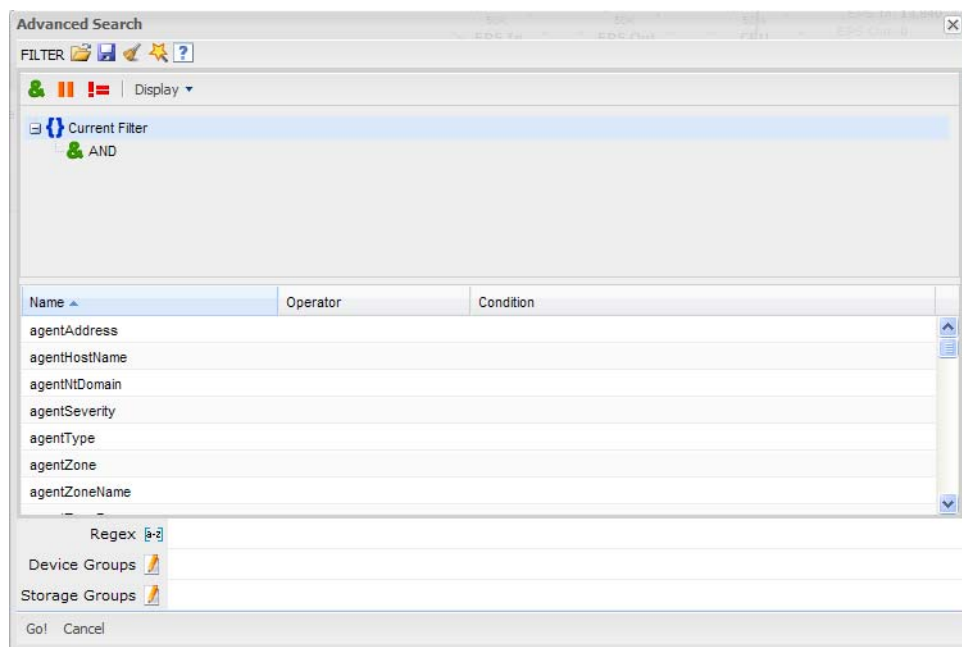 Advanced Search
FILTER ?
& != Display
{} Current Filter
& AND
Name Operator Condition
agentAddress
agentHostName
agentNtDomain
agentSeverity
agentType
agentZone
agentZoneName
Regex [a-z]
Device Groups
Storage Groups
Go! Cancel